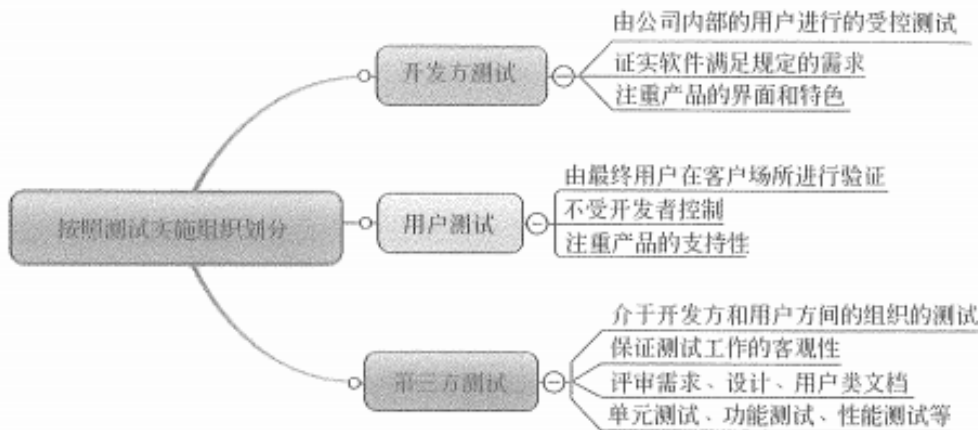 由公司内部的用户进行的受控测试
开发方测试
证实软件满足规定的需求
注重产品的界面和特色
由最终用户在客户场所进行验证
按照测试实施组织划分
用户测试
不受开发者控制
注重产品的支持性
介于开发方和用户方间的组织的测试
保证测试工作的客观性
第三方测试
评审需求、设计、用户类文档
单元测试、功能测试、性能测试等